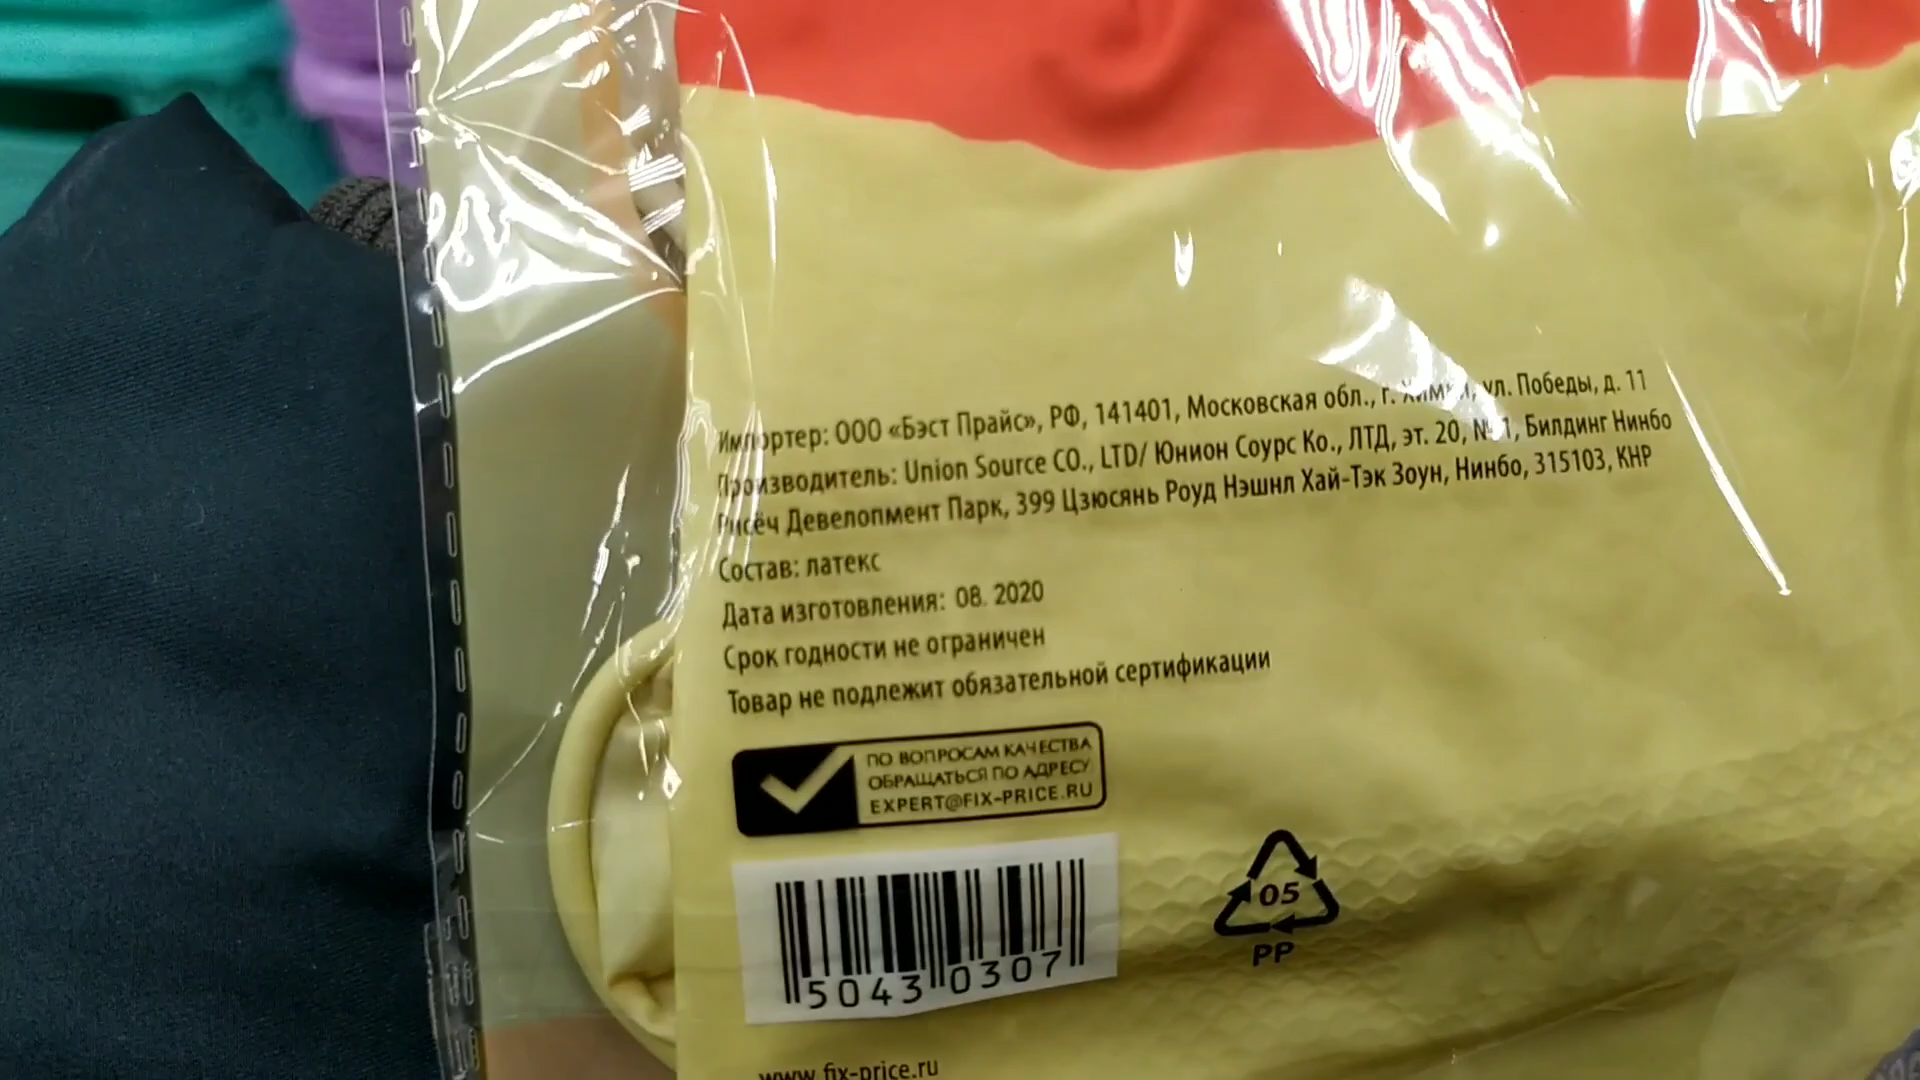 Импортер: ООО «Бэст Прайс», РФ, 141401, Московская обл., г. Химки, ул. Победы, д. 11
Производитель: Union Source CO., LTD/ Юнион Соурс Ко., ЛТД, эт. 20, № 1, Билдинг Нинбо
Рисёч Девелопмент Парк, 399 Цзюсянь Роуд Нэшнл Хай-Тэк Зоун, Нинбо, 315103, КНР
Состав: латекс
Дата изготовления: 08. 2020
Срок годности не ограничен
Товар не подлежит обязательной сертификации
ПО ВОПРОСАМ КАЧЕСТВА
ОБРАЩАТЬСЯ ПО АДРЕСУ
EXPERT@FIX-PRICE.RU
5043 0307
05
PP
www.fix-price.ru